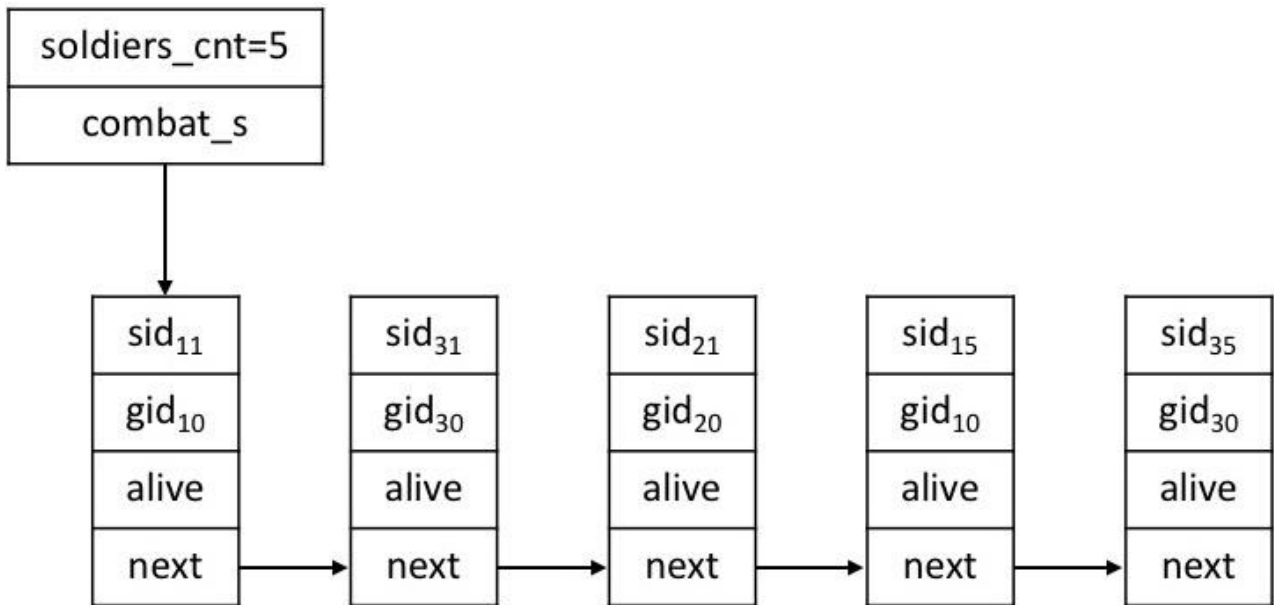 soldiers_cnt=5
combat_s
sid₁₁ sid₃₁ sid₂₁ sid₁₅ sid₃₅
gid₁₀ gid₃₀ gid₂₀ gid₁₀ gid₃₀
alive alive alive alive alive
next next next next next